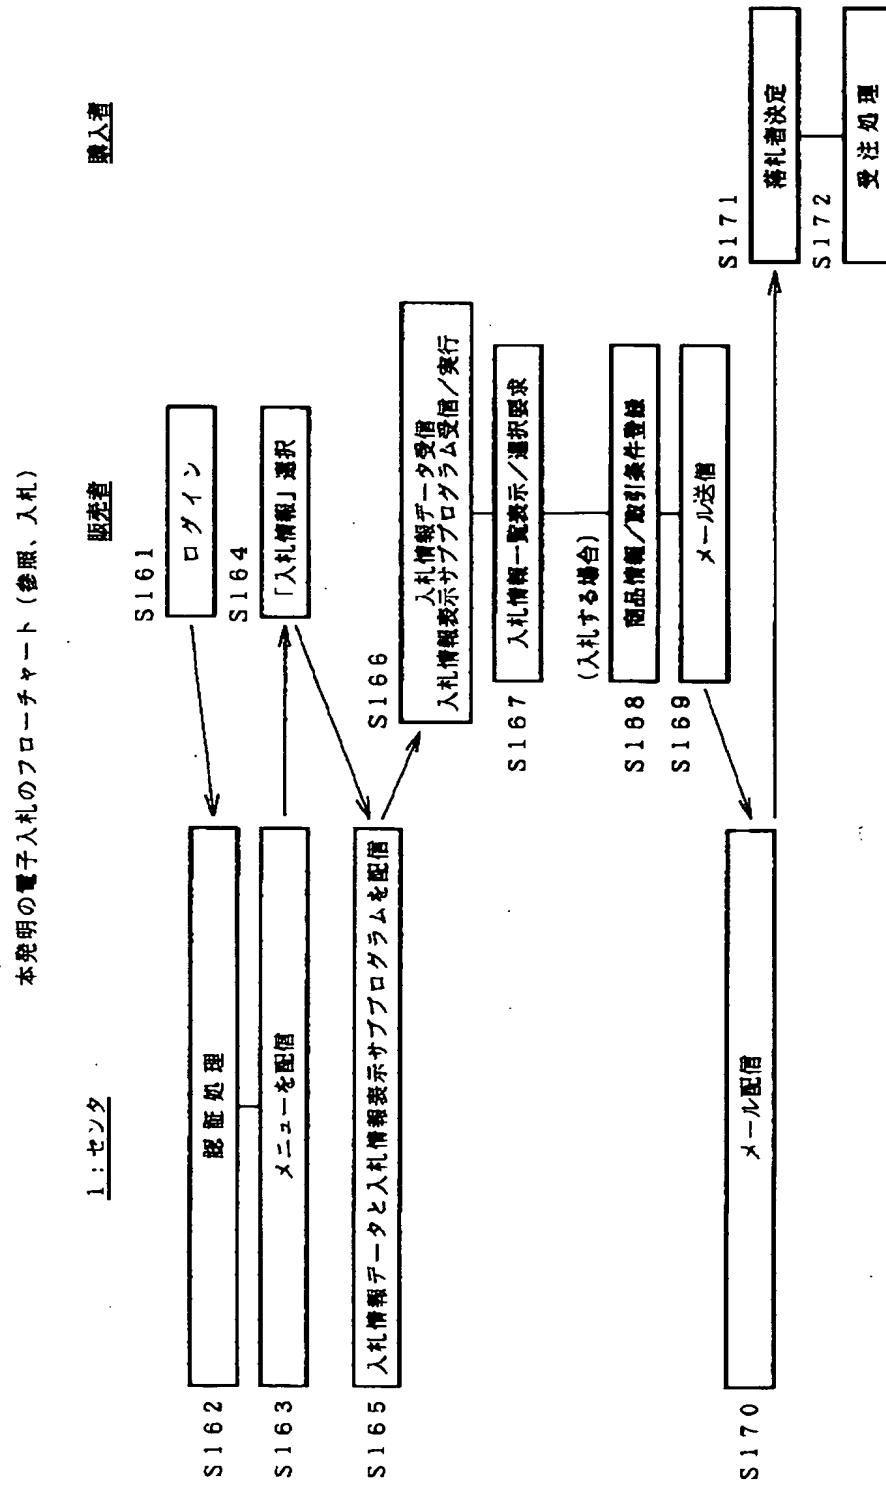 本発明の電子入札のフローチャート(参照、入札)
1:センタ
販売者
購入者
S161
ログイン
S162
認証処理
S163
メニューを配信
S164
「入札情報」選択
S165
入札情報データと入札情報表示サブプログラムを配信
S166
入札情報データ受信
入札情報表示サブプログラム受信/実行
S167
入札情報一覧表示/選択要求
(入札する場合)
S168
商品情報/取引条件登録
S169
メール送信
S170
メール配信
S171
落札者決定
S172
受注処理